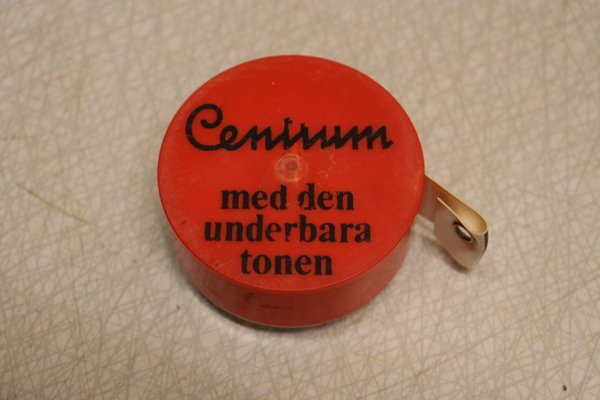 Centrum
med den
underbara
tonen